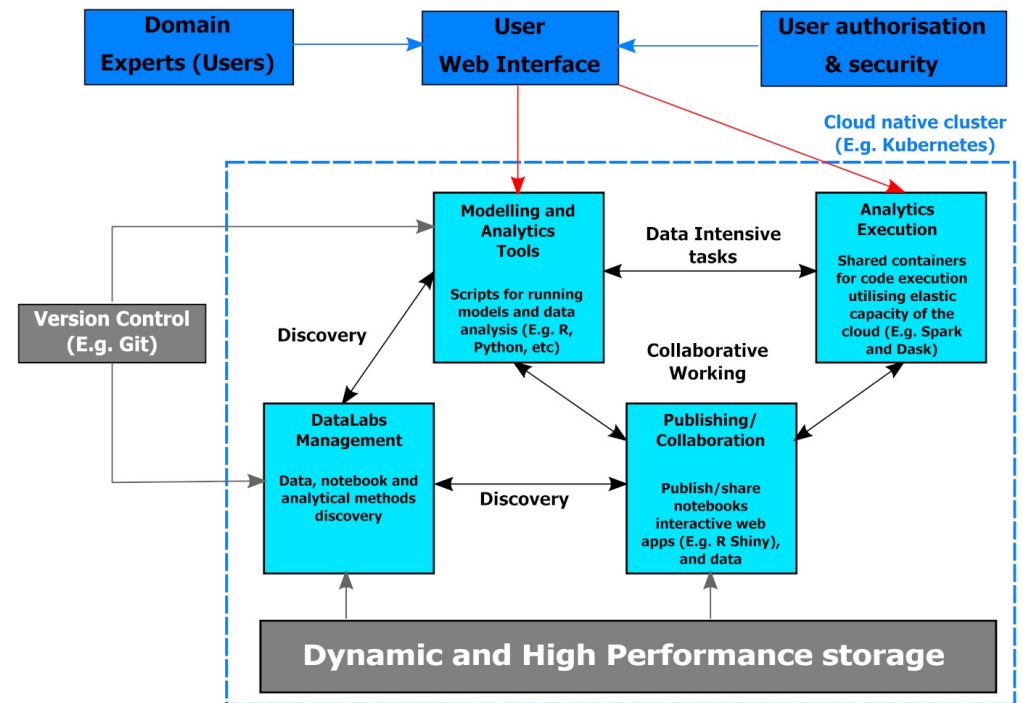 Domain
Experts (Users)
User
Web Interface
User authorisation
& security
Cloud native cluster
(E.g. Kubernetes)
Modelling and
Analytics
Tools
Scripts for running
models and data
analysis (E.g. R,
Python, etc)
Data Intensive
tasks
Analytics
Execution
Shared containers
for code execution
utilising elastic
capacity of the
cloud (E.g. Spark
and Dask)
Version Control
(E.g. Git)
Discovery
Collaborative
Working
DataLabs
Management
Data, notebook and
analytical methods
discovery
Discovery
Publishing/
Collaboration
Publish/share
notebooks
interactive web
apps (E.g. R Shiny),
and data
Dynamic and High Performance storage